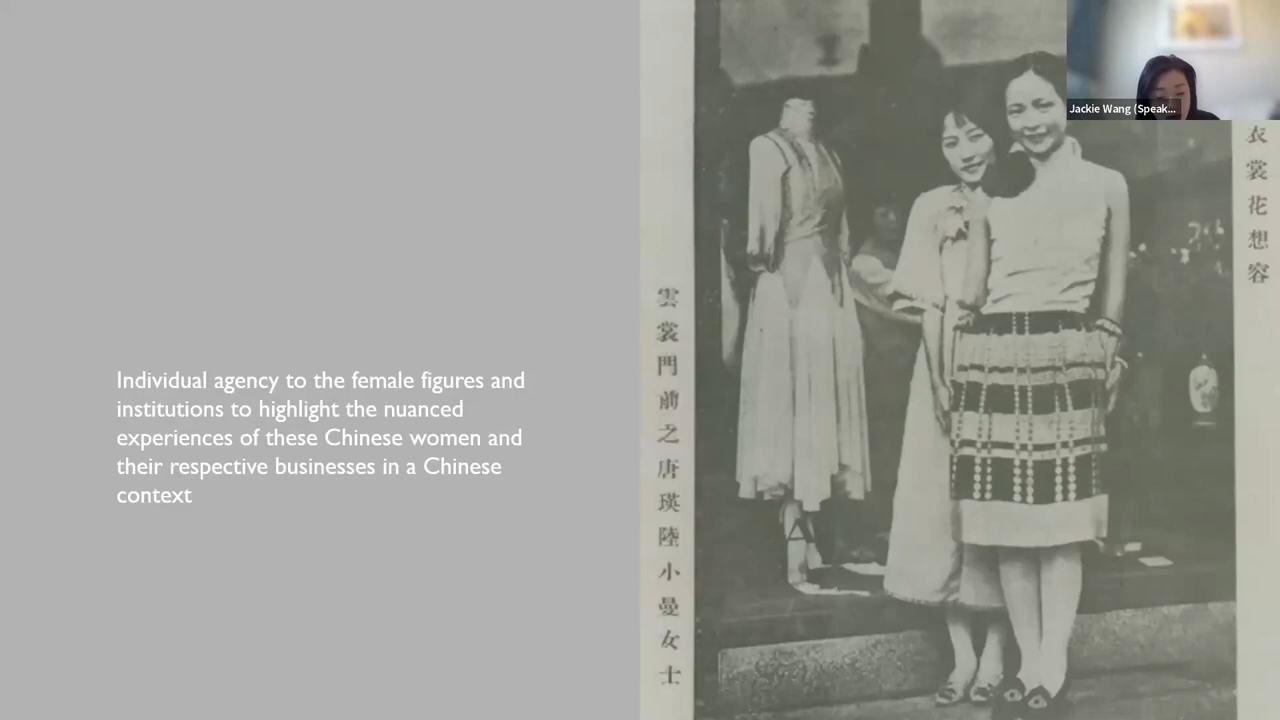 Individual agency to the female figures and
institutions to highlight the nuanced
experiences of these Chinese women and
their respective businesses in a Chinese
context
雲裳門前之唐瑛陸小曼女士
衣裳花想容
Jackie Wang (Speak...